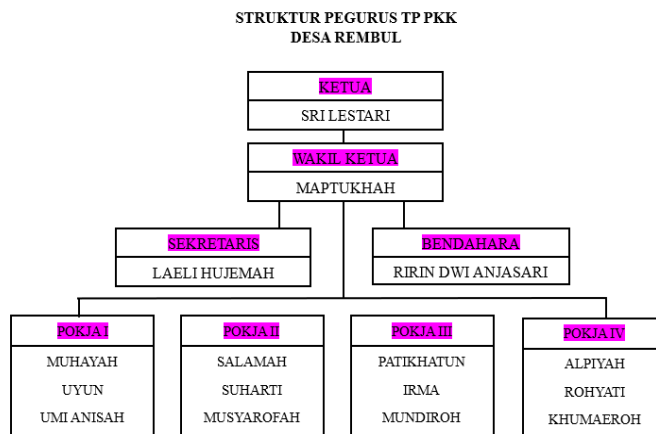 STRUKTUR PEGURUS TP PKK
DESA REMBUL
KETUA
SRI LESTARI
WAKIL KETUA
MAPTUKHAH
SEKRETARIS
LAELI HUJEMAH
BENDAHARA
RIRIN DWI ANJASARI
POKJA I
MUHAYAH
UYUN
UMI ANISAH
POKJA II
SALAMAH
SUHARTI
MUSYAROFAH
POKJA III
PATIKHATUN
IRMA
MUNDIROH
POKJA IV
ALPIYAH
ROHYATI
KHUMAEROH